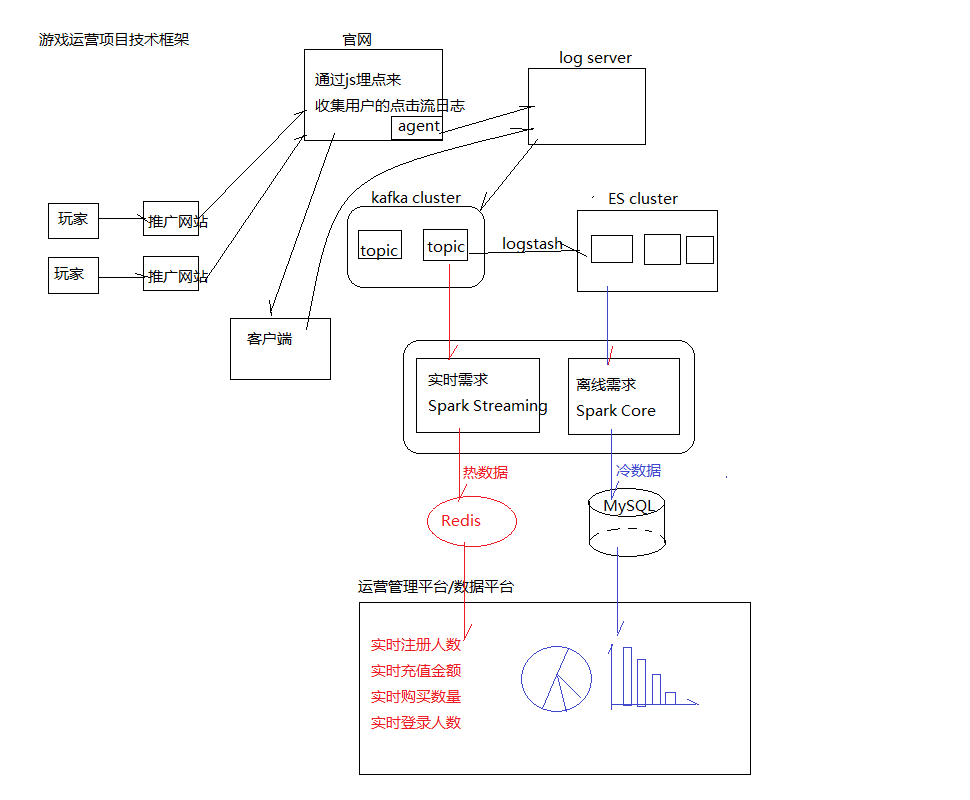 游戏运营项目技术框架
官网
log server
通过js埋点来
收集用户的点击流日志
agent
kafka cluster
ES cluster
玩家
推广网站
topic
topic
logstash
玩家
推广网站
客户端
实时需求
Spark Streaming
离线需求
Spark Core
热数据
冷数据
Redis
MySQL
运营管理平台/数据平台
实时注册人数
实时充值金额
实时购买数量
实时登录人数